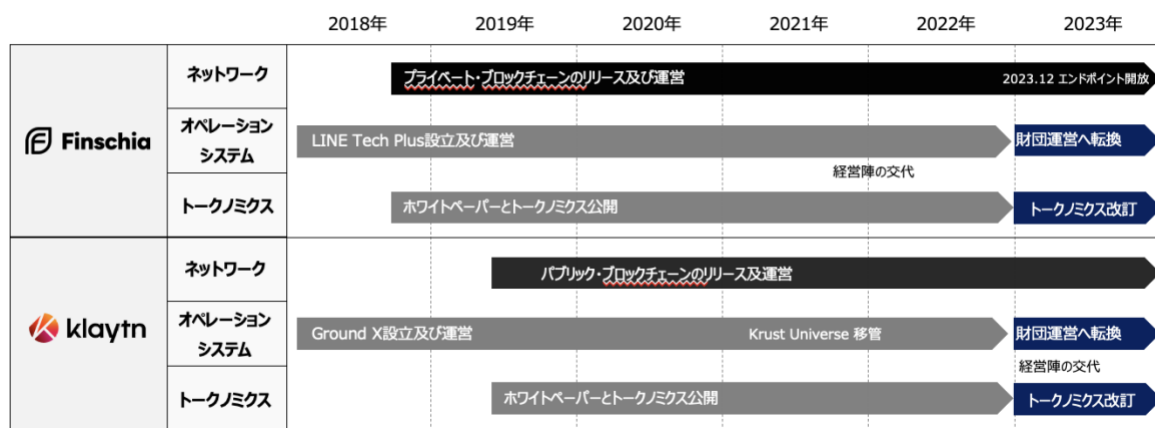 2018年 2019年 2020年 2021年 2022年 2023年
Finschia
ネットワーク
プライベート・ブロックチェーンのリリース及び運営
2023.12 エンドポイント開放
オペレーション
システム
LINE Tech Plus設立及び運営
財団運営へ転換
経営陣の交代
トークノミクス
ホワイトペーパーとトークノミクス公開
トークノミクス改訂
klaytn
ネットワーク
パブリック・ブロックチェーンのリリース及運営
オペレーション
システム
Ground X設立及び運営
Krust Universe 移管
財団運営へ転換
経営陣の交代
トークノミクス
ホワイトペーパーとトークノミクス公開
トークノミクス改訂